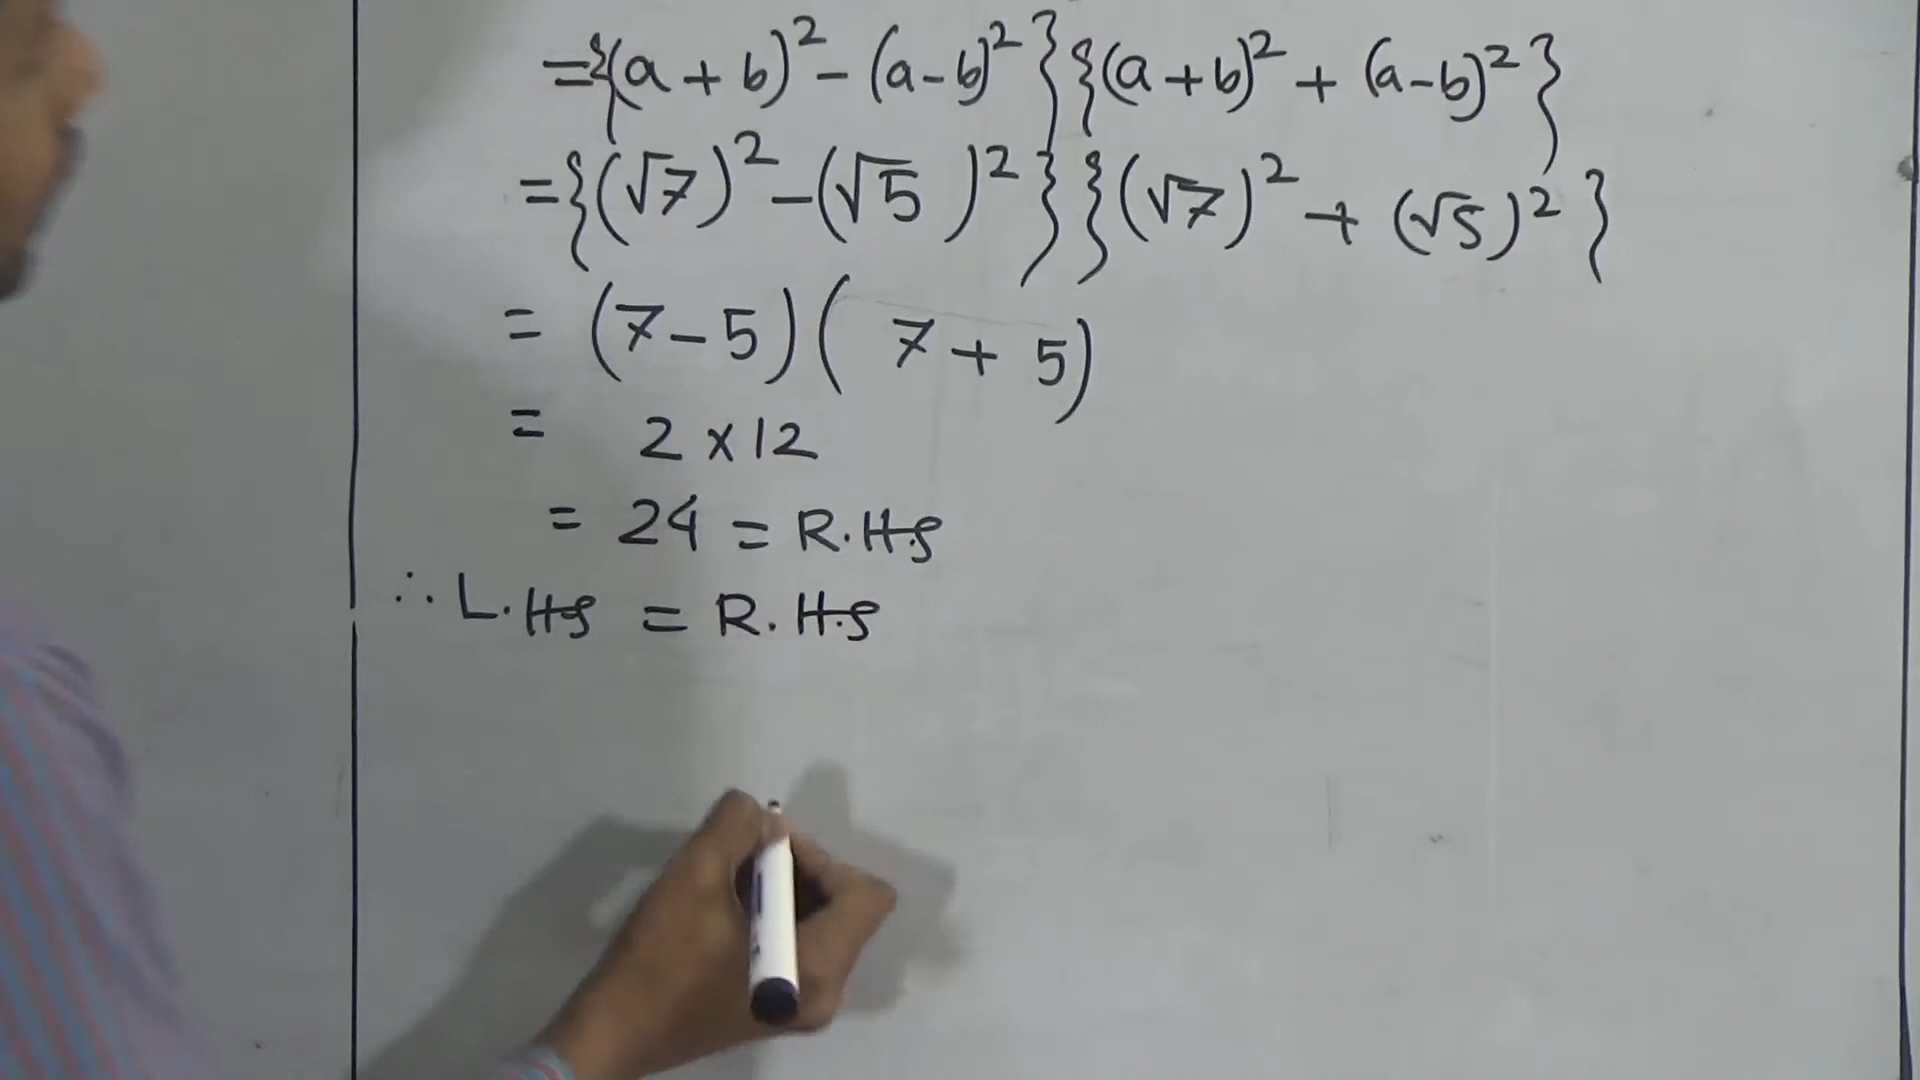 ={(a + b)² - (a-b)²}{(a+b)² + (a-b)²}
={(√7)² -(√5 )²}{(√7)² + (√5)²}
= (7-5)( 7 + 5)
= 2 × 12
= 24 = R.H.S
∴ L.H.S = R.H.S